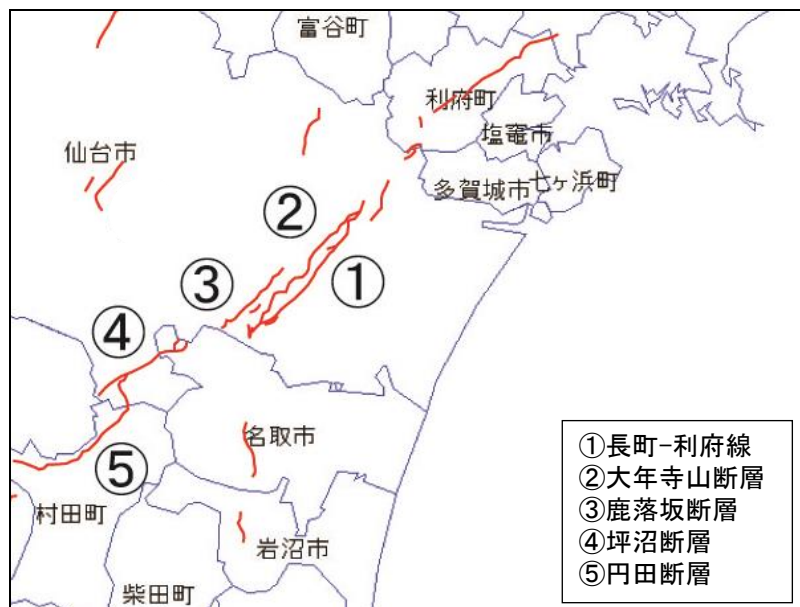 富谷町
利府町
仙台市
塩竈市
多賀城市
七ヶ浜町
②
③
①
④
名取市
⑤
村田町
岩沼市
柴田町
①長町-利府線
②大年寺山断層
③鹿落坂断層
④坪沼断層
⑤円田断層